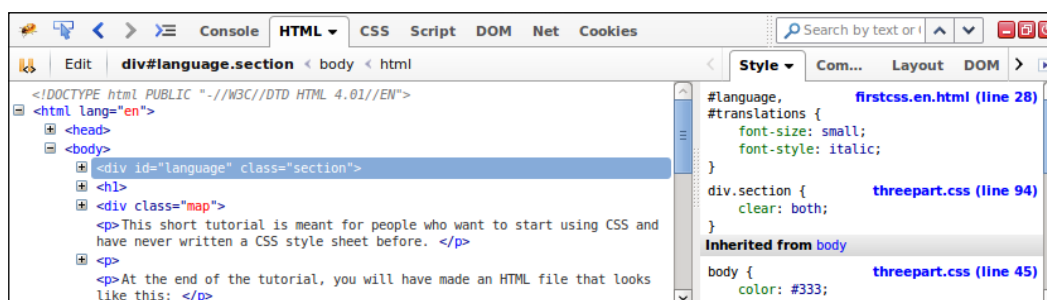 Console HTML CSS Script DOM Net Cookies Search by text or
Edit div#language.section < body < html
Style Com... Layout DOM
<!DOCTYPE html PUBLIC "-//W3C//DTD HTML 4.01//EN">
<html lang="en">
<head>
<body>
<div id="language" class="section">
<h1>
<div class="map">
<p>This short tutorial is meant for people who want to start using CSS and
have never written a CSS style sheet before. </p>
<p>
<p>At the end of the tutorial, you will have made an HTML file that looks
like this: </p>
#language, firstcss.en.html (line 28)
#translations {
font-size: small;
font-style: italic;
}
div.section { threepart.css (line 94)
clear: both;
}
Inherited from body
body { threepart.css (line 45)
color: #333;